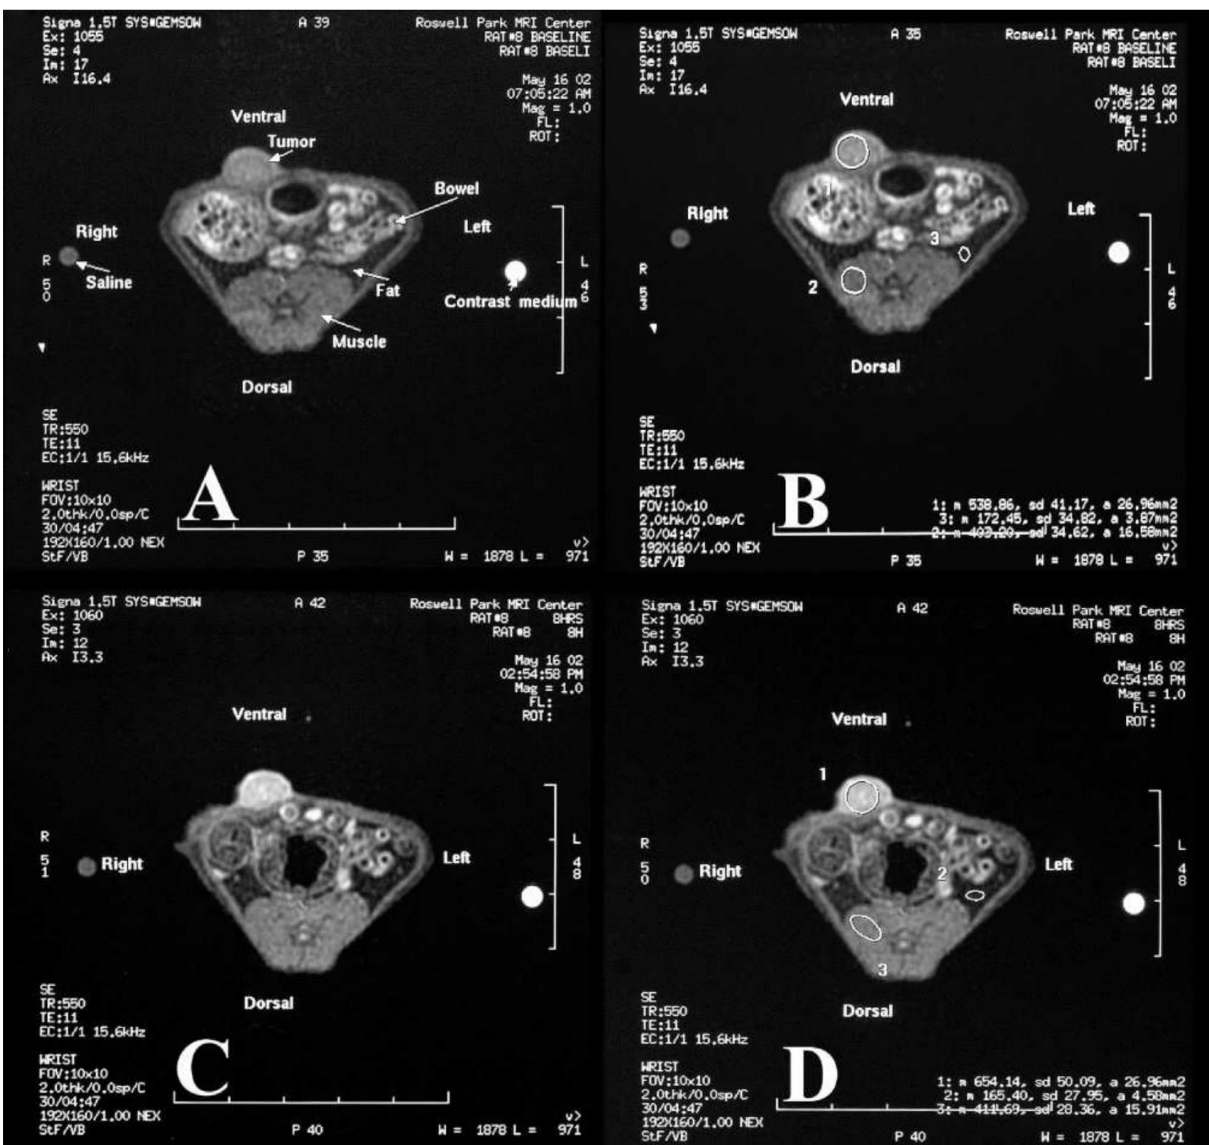 Signa 1.5T SYS#GEMSOW
Ex: 1055
Se: 4
Im: 17
Ax I16.4
A 39
Roswell Park MRI Center
RAT#8 BASELINE
RAT#8 BASELI
May 16 02
07:05:22 AM
Mag = 1.0
FL:
ROT:
Ventral
Tumor
Bowel
Right
Left
R
50
Saline
Fat
L
46
Contrast medium
Muscle
Dorsal
SE
TR:550
TE:11
EC:1/1 15.6kHz
WRIST
FOV:10x10
2.0thk/0.0sp/C
30/04:47
192X160/1.00 NEX
StF/VB
A
P 35
v>
W = 1878 L = 971
Signa 1.5T SYS#GEMSOW
Ex: 1055
Se: 4
Im: 17
Ax I16.4
A 35
Roswell Park MRI Center
RAT#8 BASELINE
RAT#8 BASELI
May 16 02
07:05:22 AM
Mag = 1.0
FL:
ROT:
Ventral
1
Right
Left
3
R
53
2
L
46
Dorsal
SE
TR:550
TE:11
EC:1/1 15.6kHz
WRIST
FOV:10x10
2.0thk/0.0sp/C
30/04:47
192X160/1.00 NEX
StF/VB
B
1: m 538.86, sd 41.17, a 26.96mm2
3: m 172.45, sd 34.82, a 3.87mm2
2: m 403.20, sd 34.62, a 16.58mm2
P 35
v>
W = 1878 L = 971
Signa 1.5T SYS#GEMSOW
Ex: 1060
Se: 3
Im: 12
Ax I3.3
A 42
Roswell Park MRI Center
RAT#8 8HRS
RAT#8 8H
May 16 02
02:54:58 PM
Mag = 1.0
FL:
ROT:
Ventral
R
51
Right
Left
L
48
Dorsal
SE
TR:550
TE:11
EC:1/1 15.6kHz
WRIST
FOV:10x10
2.0thk/0.0sp/C
30/04:47
192X160/1.00 NEX
StF/VB
C
P 40
v>
W = 1878 L = 971
Signa 1.5T SYS#GEMSOW
Ex: 1060
Se: 3
Im: 12
Ax I3.3
A 42
Roswell Park MRI Center
RAT#8 8HRS
RAT#8 8H
May 16 02
02:54:58 PM
Mag = 1.0
FL:
ROT:
Ventral
1
R
50
Right
2
Left
L
48
3
Dorsal
SE
TR:550
TE:11
EC:1/1 15.6kHz
WRIST
FOV:10x10
2.0thk/0.0sp/C
30/04:47
192X160/1.00 NEX
StF/VB
D
1: m 654.14, sd 50.09, a 26.96mm2
2: m 165.40, sd 27.95, a 4.58mm2
3: m 411.69, sd 28.36, a 15.91mm2
P 40
v>
W = 1878 L = 971